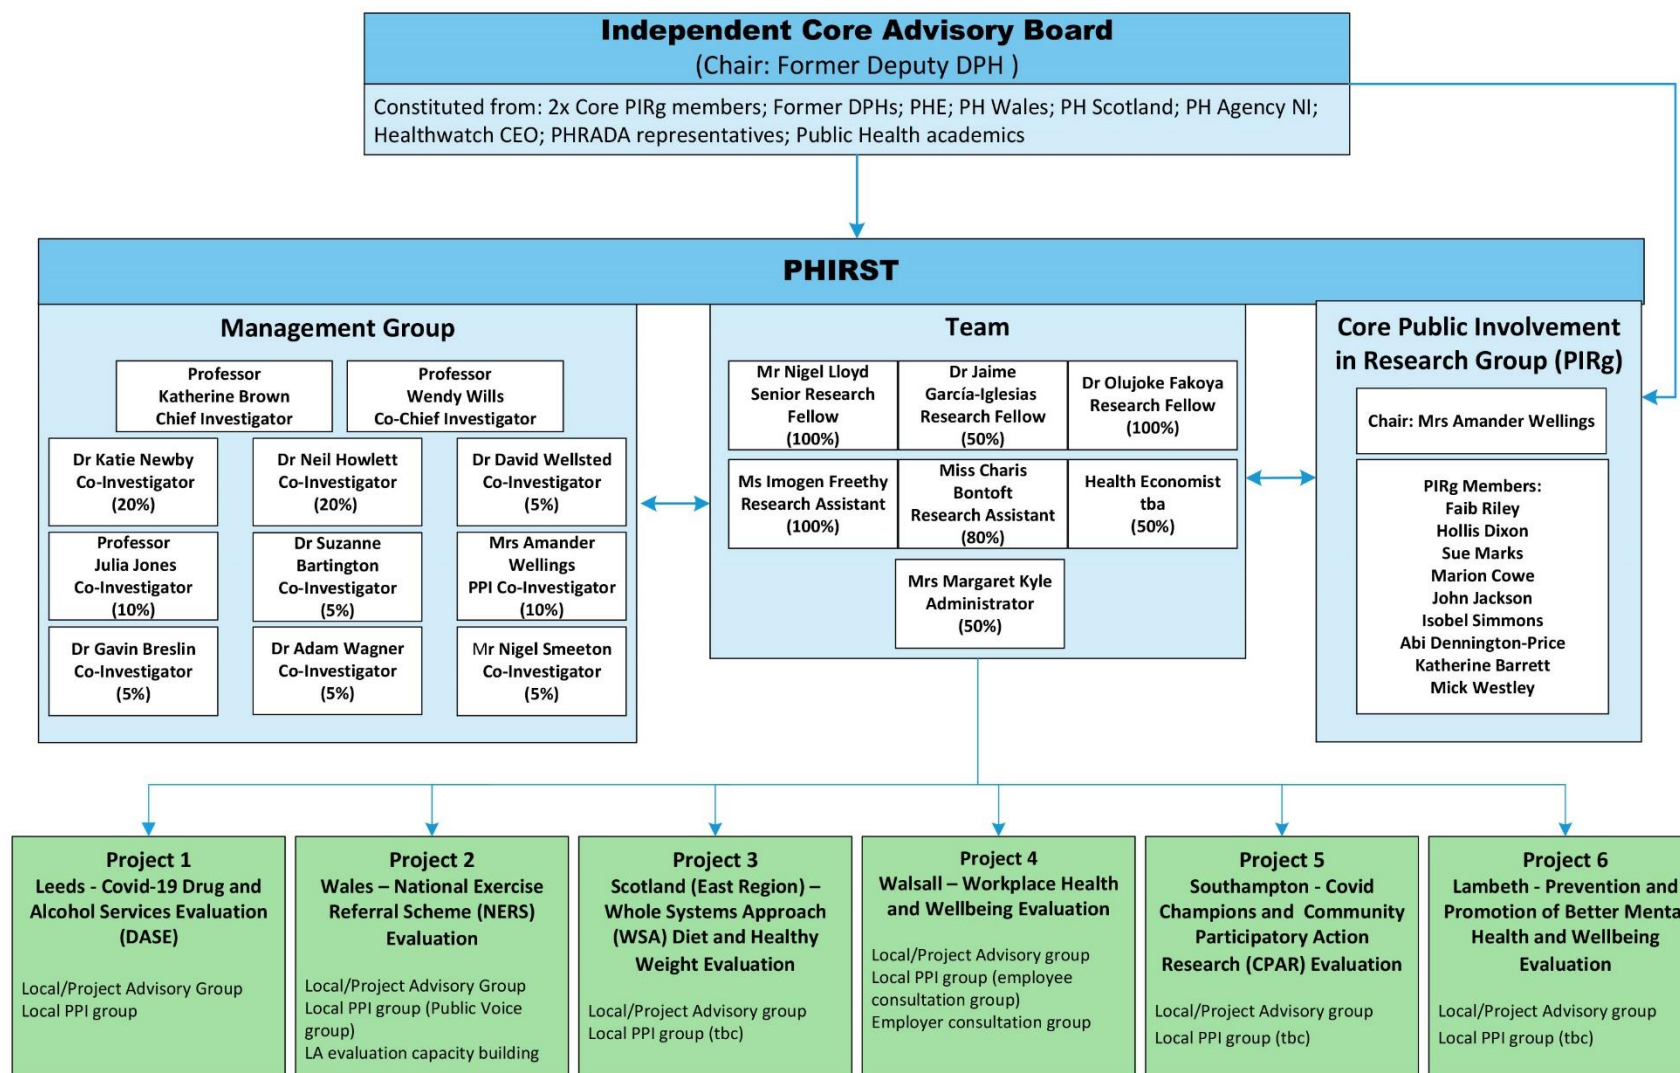 Independent Core Advisory Board
(Chair: Former Deputy DPH )
Constituted from: 2x Core PIRg members; Former DPHs; PHE; PH Wales; PH Scotland; PH Agency NI;
Healthwatch CEO; PHRADA representatives; Public Health academics
PHIRST
Management Group
Professor
Katherine Brown
Chief Investigator
Professor
Wendy Wills
Co-Chief Investigator
Dr Katie Newby
Co-Investigator
(20%)
Dr Neil Howlett
Co-Investigator
(20%)
Dr David Wellsted
Co-Investigator
(5%)
Professor
Julia Jones
Co-Investigator
(10%)
Dr Suzanne
Bartington
Co-Investigator
(5%)
Mrs Amander
Wellings
PPI Co-Investigator
(10%)
Dr Gavin Breslin
Co-Investigator
(5%)
Dr Adam Wagner
Co-Investigator
(5%)
Mr Nigel Smeeton
Co-Investigator
(5%)
Team
Mr Nigel Lloyd
Senior Research
Fellow
(100%)
Dr Jaime
García-Iglesias
Research Fellow
(50%)
Dr Olujoke Fakoya
Research Fellow
(100%)
Ms Imogen Freethy
Research Assistant
(100%)
Miss Charis
Bontoft
Research Assistant
(80%)
Health Economist
tba
(50%)
Mrs Margaret Kyle
Administrator
(50%)
Core Public Involvement
in Research Group (PIRg)
Chair: Mrs Amander Wellings
PIRg Members:
Faib Riley
Hollis Dixon
Sue Marks
Marion Cowe
John Jackson
Isobel Simmons
Abi Dennington-Price
Katherine Barrett
Mick Westley
Project 1
Leeds - Covid-19 Drug and
Alcohol Services Evaluation
(DASE)
Local/Project Advisory Group
Local PPI group
Project 2
Wales – National Exercise
Referral Scheme (NERS)
Evaluation
Local/Project Advisory Group
Local PPI group (Public Voice
group)
LA evaluation capacity building
Project 3
Scotland (East Region) –
Whole Systems Approach
(WSA) Diet and Healthy
Weight Evaluation
Local/Project Advisory group
Local PPI group (tbc)
Project 4
Walsall – Workplace Health
and Wellbeing Evaluation
Local/Project Advisory group
Local PPI group (employee
consultation group)
Employer consultation group
Project 5
Southampton - Covid
Champions and Community
Participatory Action
Research (CPAR) Evaluation
Local/Project Advisory group
Local PPI group (tbc)
Project 6
Lambeth - Prevention and
Promotion of Better Menta
Health and Wellbeing
Evaluation
Local/Project Advisory group
Local PPI group (tbc)